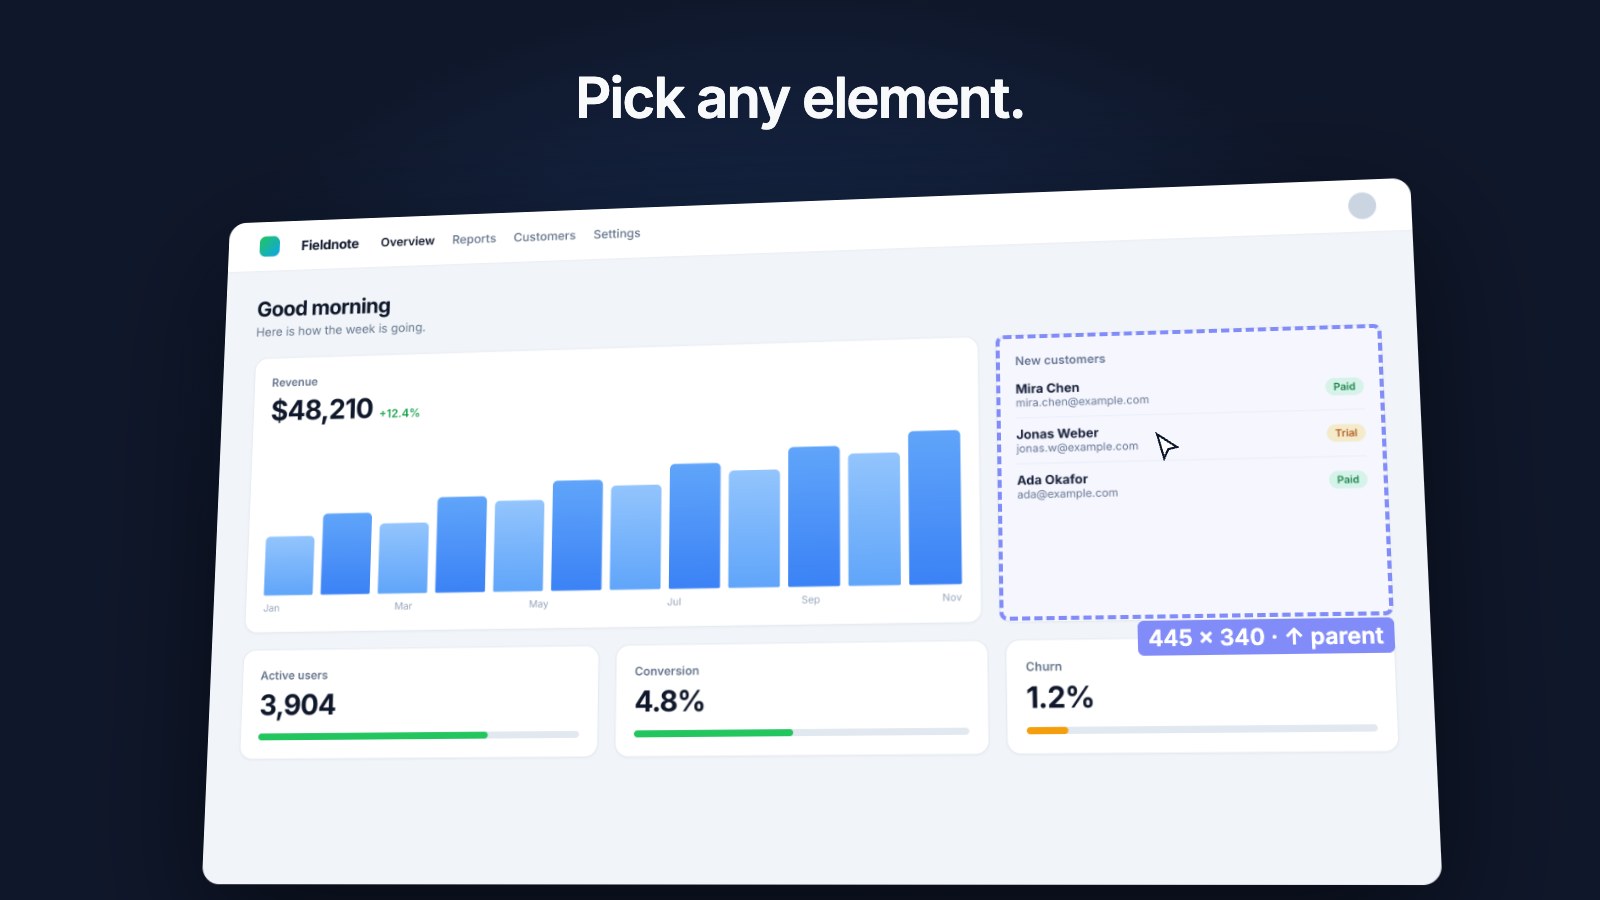 Pick any element.
Fieldnote Overview Reports Customers Settings
Good morning
Here is how the week is going.
Revenue
$48,210 +12.4%
Jan Mar May Jul Sep Nov
New customers
Mira Chen Paid
mira.chen@example.com
Jonas Weber Trial
jonas.w@example.com
Ada Okafor Paid
ada@example.com
445 × 340 · ↑ parent
Active users
3,904
Conversion
4.8%
Churn
1.2%